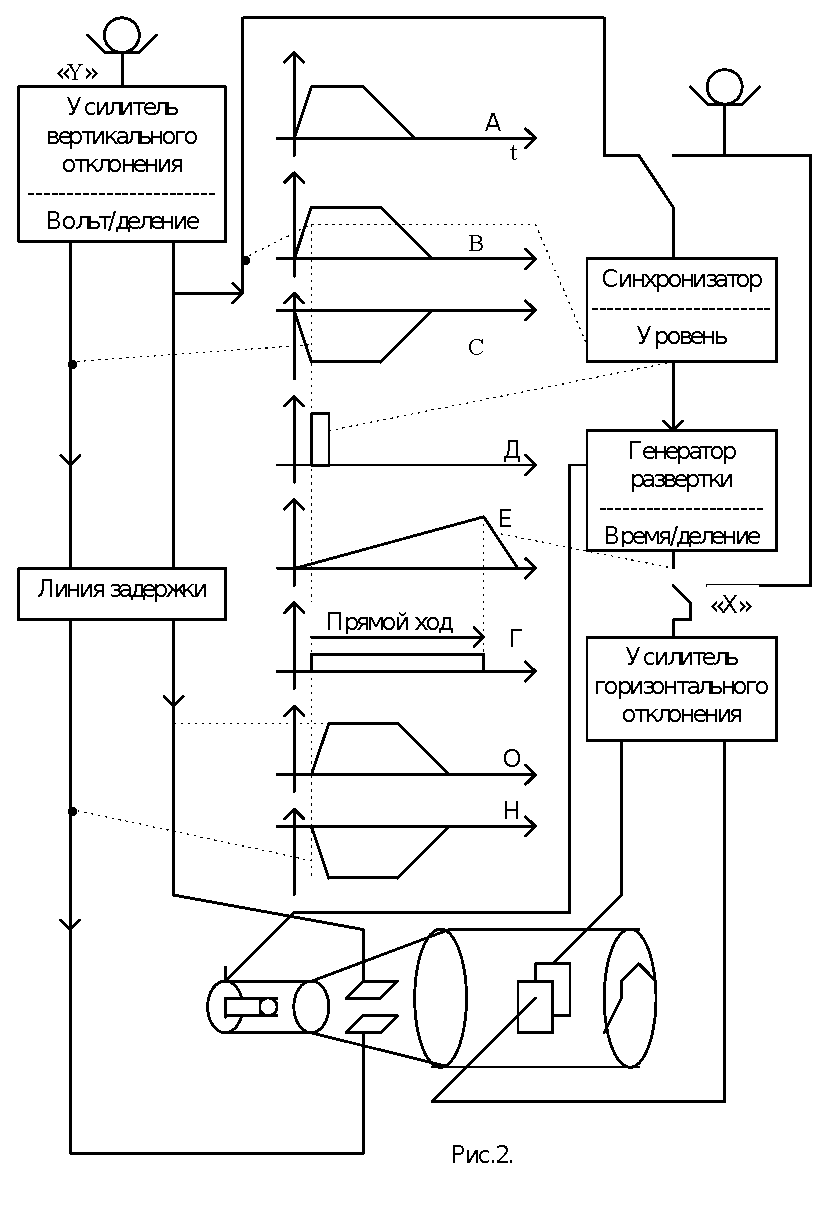 «Y»
Усилитель
вертикального
отклонения
Вольт/деление
А
t
В
С
Д
Е
Прямой ход
Г
О
Н
Синхронизатор
Уровень
Генератор
развертки
Время/деление
«X»
Усилитель
горизонтального
отклонения
Линия задержки
Рис.2.